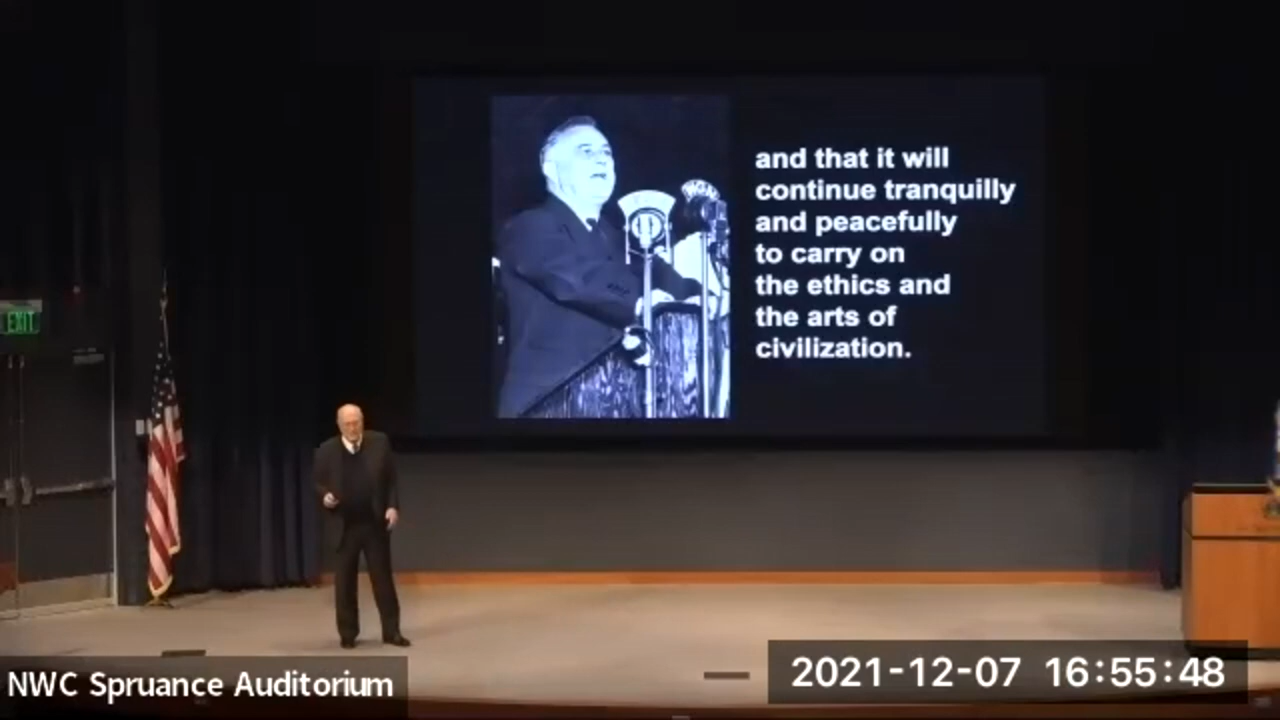 and that it will
continue tranquilly
and peacefully
to carry on
the ethics and
the arts of
civilization.
EXIT
NWC Spruance Auditorium
2021-12-07 16:55:48